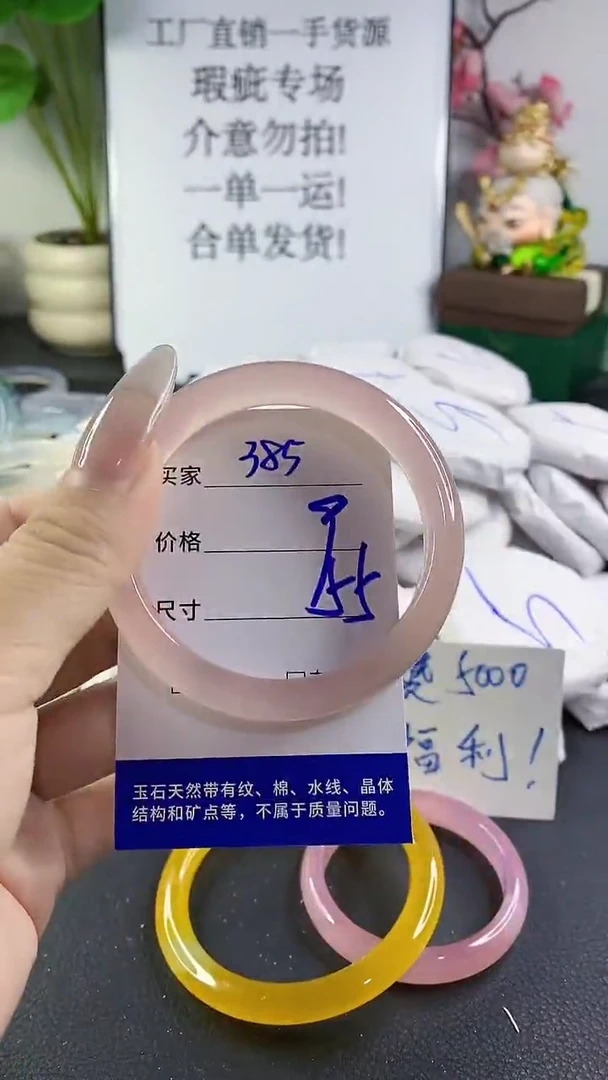 工厂直销一手货源
瑕疵专场
介意勿拍!
一单一运!
合单发货!
买家 385
价格
尺寸 55
5000
福利!
玉石天然带有纹、棉、水线、晶体
结构和矿点等，不属于质量问题。